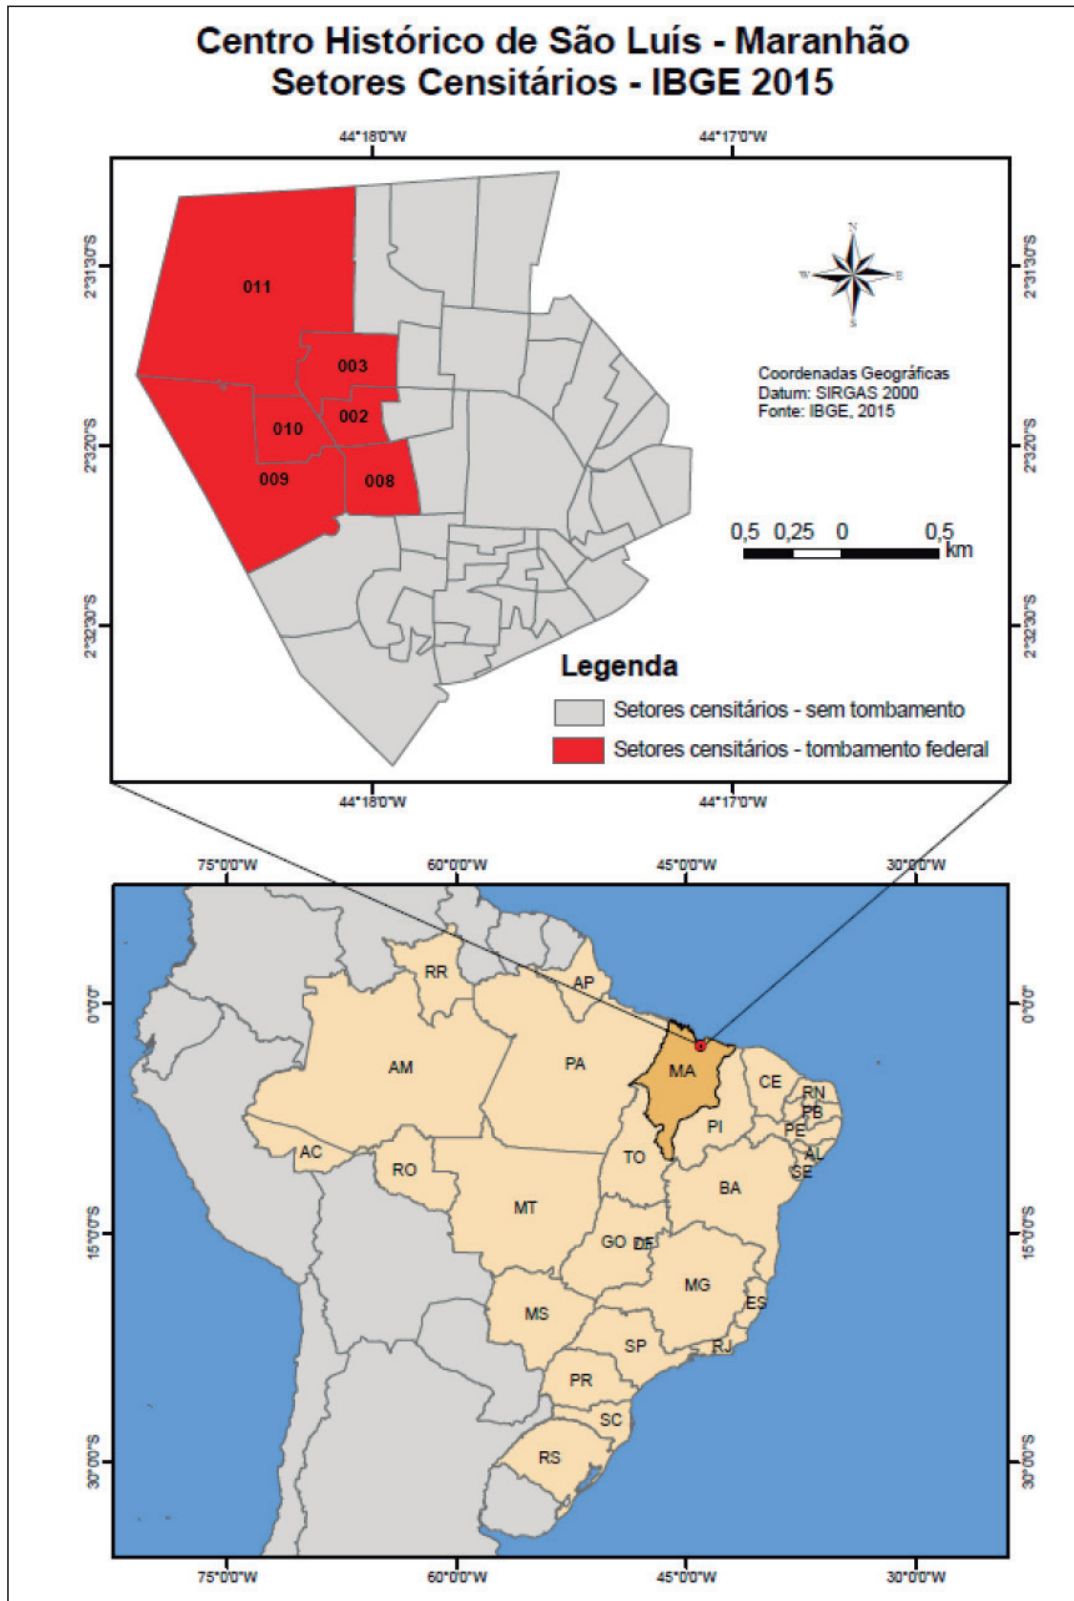 Centro Histórico de São Luís - Maranhão
Setores Censitários - IBGE 2015
44°18'0"W 44°17'0"W
2°31'30"S 2°31'30"S
2°32'0"S 2°32'0"S
2°32'30"S 2°32'30"S
011
003
002
010
009
008
N
W E
S
Coordenadas Geográficas
Datum: SIRGAS 2000
Fonte: IBGE, 2015
0,5 0,25 0 0,5
km
Legenda
Setores censitários - sem tombamento
Setores censitários - tombamento federal
44°18'0"W 44°17'0"W
75°0'0"W 60°0'0"W 45°0'0"W 30°0'0"W
0°0'0" 0°0'0"
15°0'0"S 15°0'0"S
30°0'0"S 30°0'0"S
RR
AP
AM
PA
MA
CE
RN
PB
PE
PI
AL
SE
AC
RO
TO
BA
MT
GO
DF
MG
ES
MS
SP
RJ
PR
SC
RS
75°0'0"W 60°0'0"W 45°0'0"W 30°0'0"W